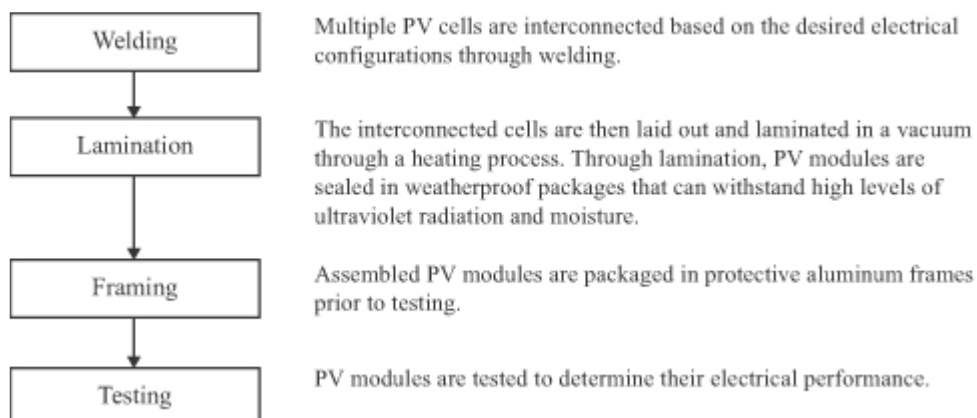 Welding
Multiple PV cells are interconnected based on the desired electrical
configurations through welding.
Lamination
The interconnected cells are then laid out and laminated in a vacuum
through a heating process. Through lamination, PV modules are
sealed in weatherproof packages that can withstand high levels of
ultraviolet radiation and moisture.
Framing
Assembled PV modules are packaged in protective aluminum frames
prior to testing.
Testing
PV modules are tested to determine their electrical performance.